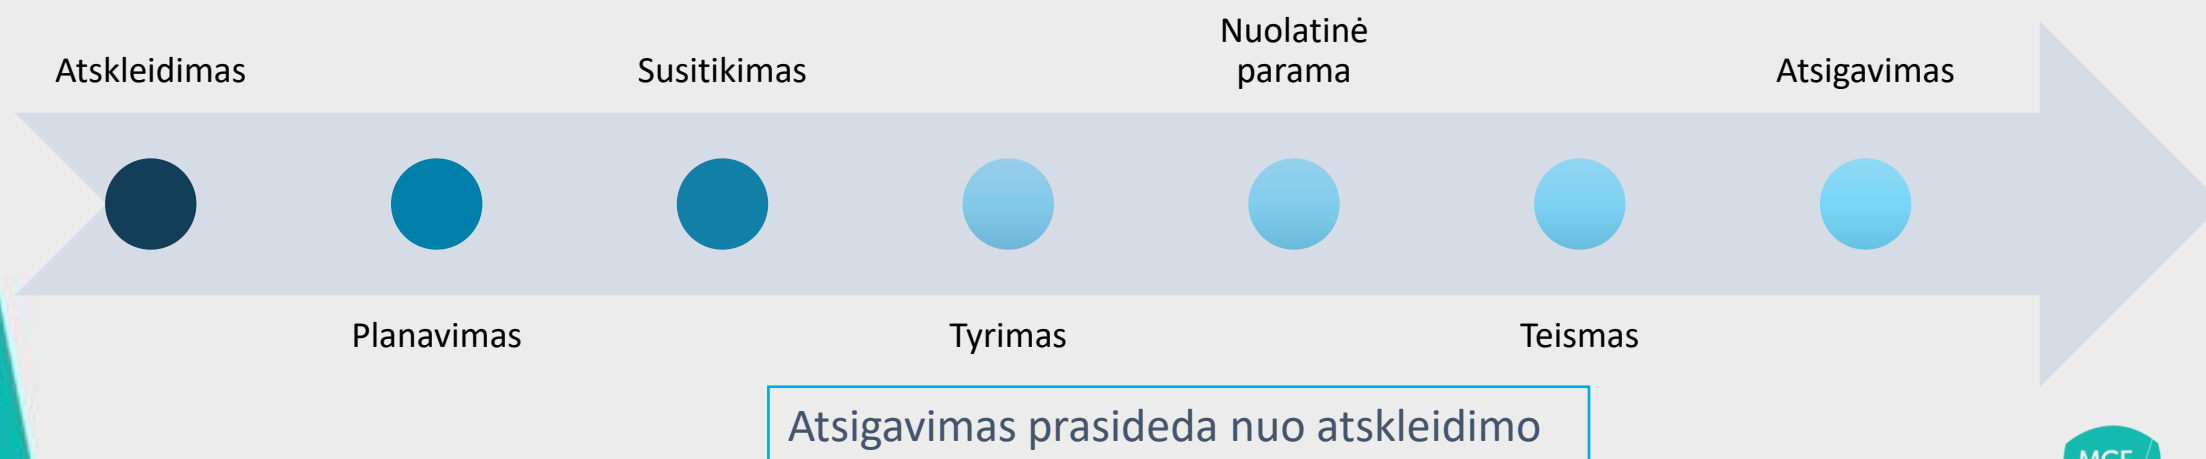 Atskleidimas
Planavimas
Susitikimas
Tyrimas
Nuolatinė
parama
Teismas
Atsigavimas
Atsigavimas prasideda nuo atskleidimo